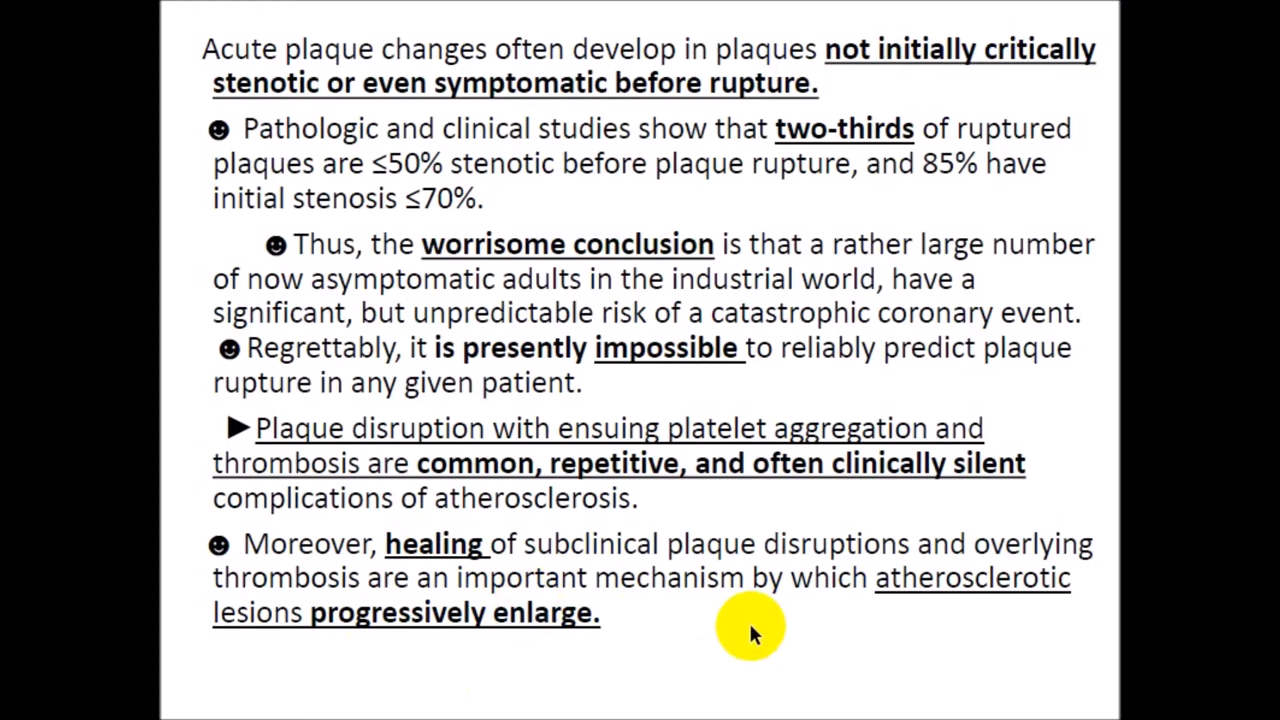 Acute plaque changes often develop in plaques not initially critically
stenotic or even symptomatic before rupture.
☻ Pathologic and clinical studies show that two-thirds of ruptured
plaques are ≤50% stenotic before plaque rupture, and 85% have
initial stenosis ≤70%.
☻Thus, the worrisome conclusion is that a rather large number
of now asymptomatic adults in the industrial world, have a
significant, but unpredictable risk of a catastrophic coronary event.
☻Regrettably, it is presently impossible to reliably predict plaque
rupture in any given patient.
►Plaque disruption with ensuing platelet aggregation and
thrombosis are common, repetitive, and often clinically silent
complications of atherosclerosis.
☻ Moreover, healing of subclinical plaque disruptions and overlying
thrombosis are an important mechanism by which atherosclerotic
lesions progressively enlarge.